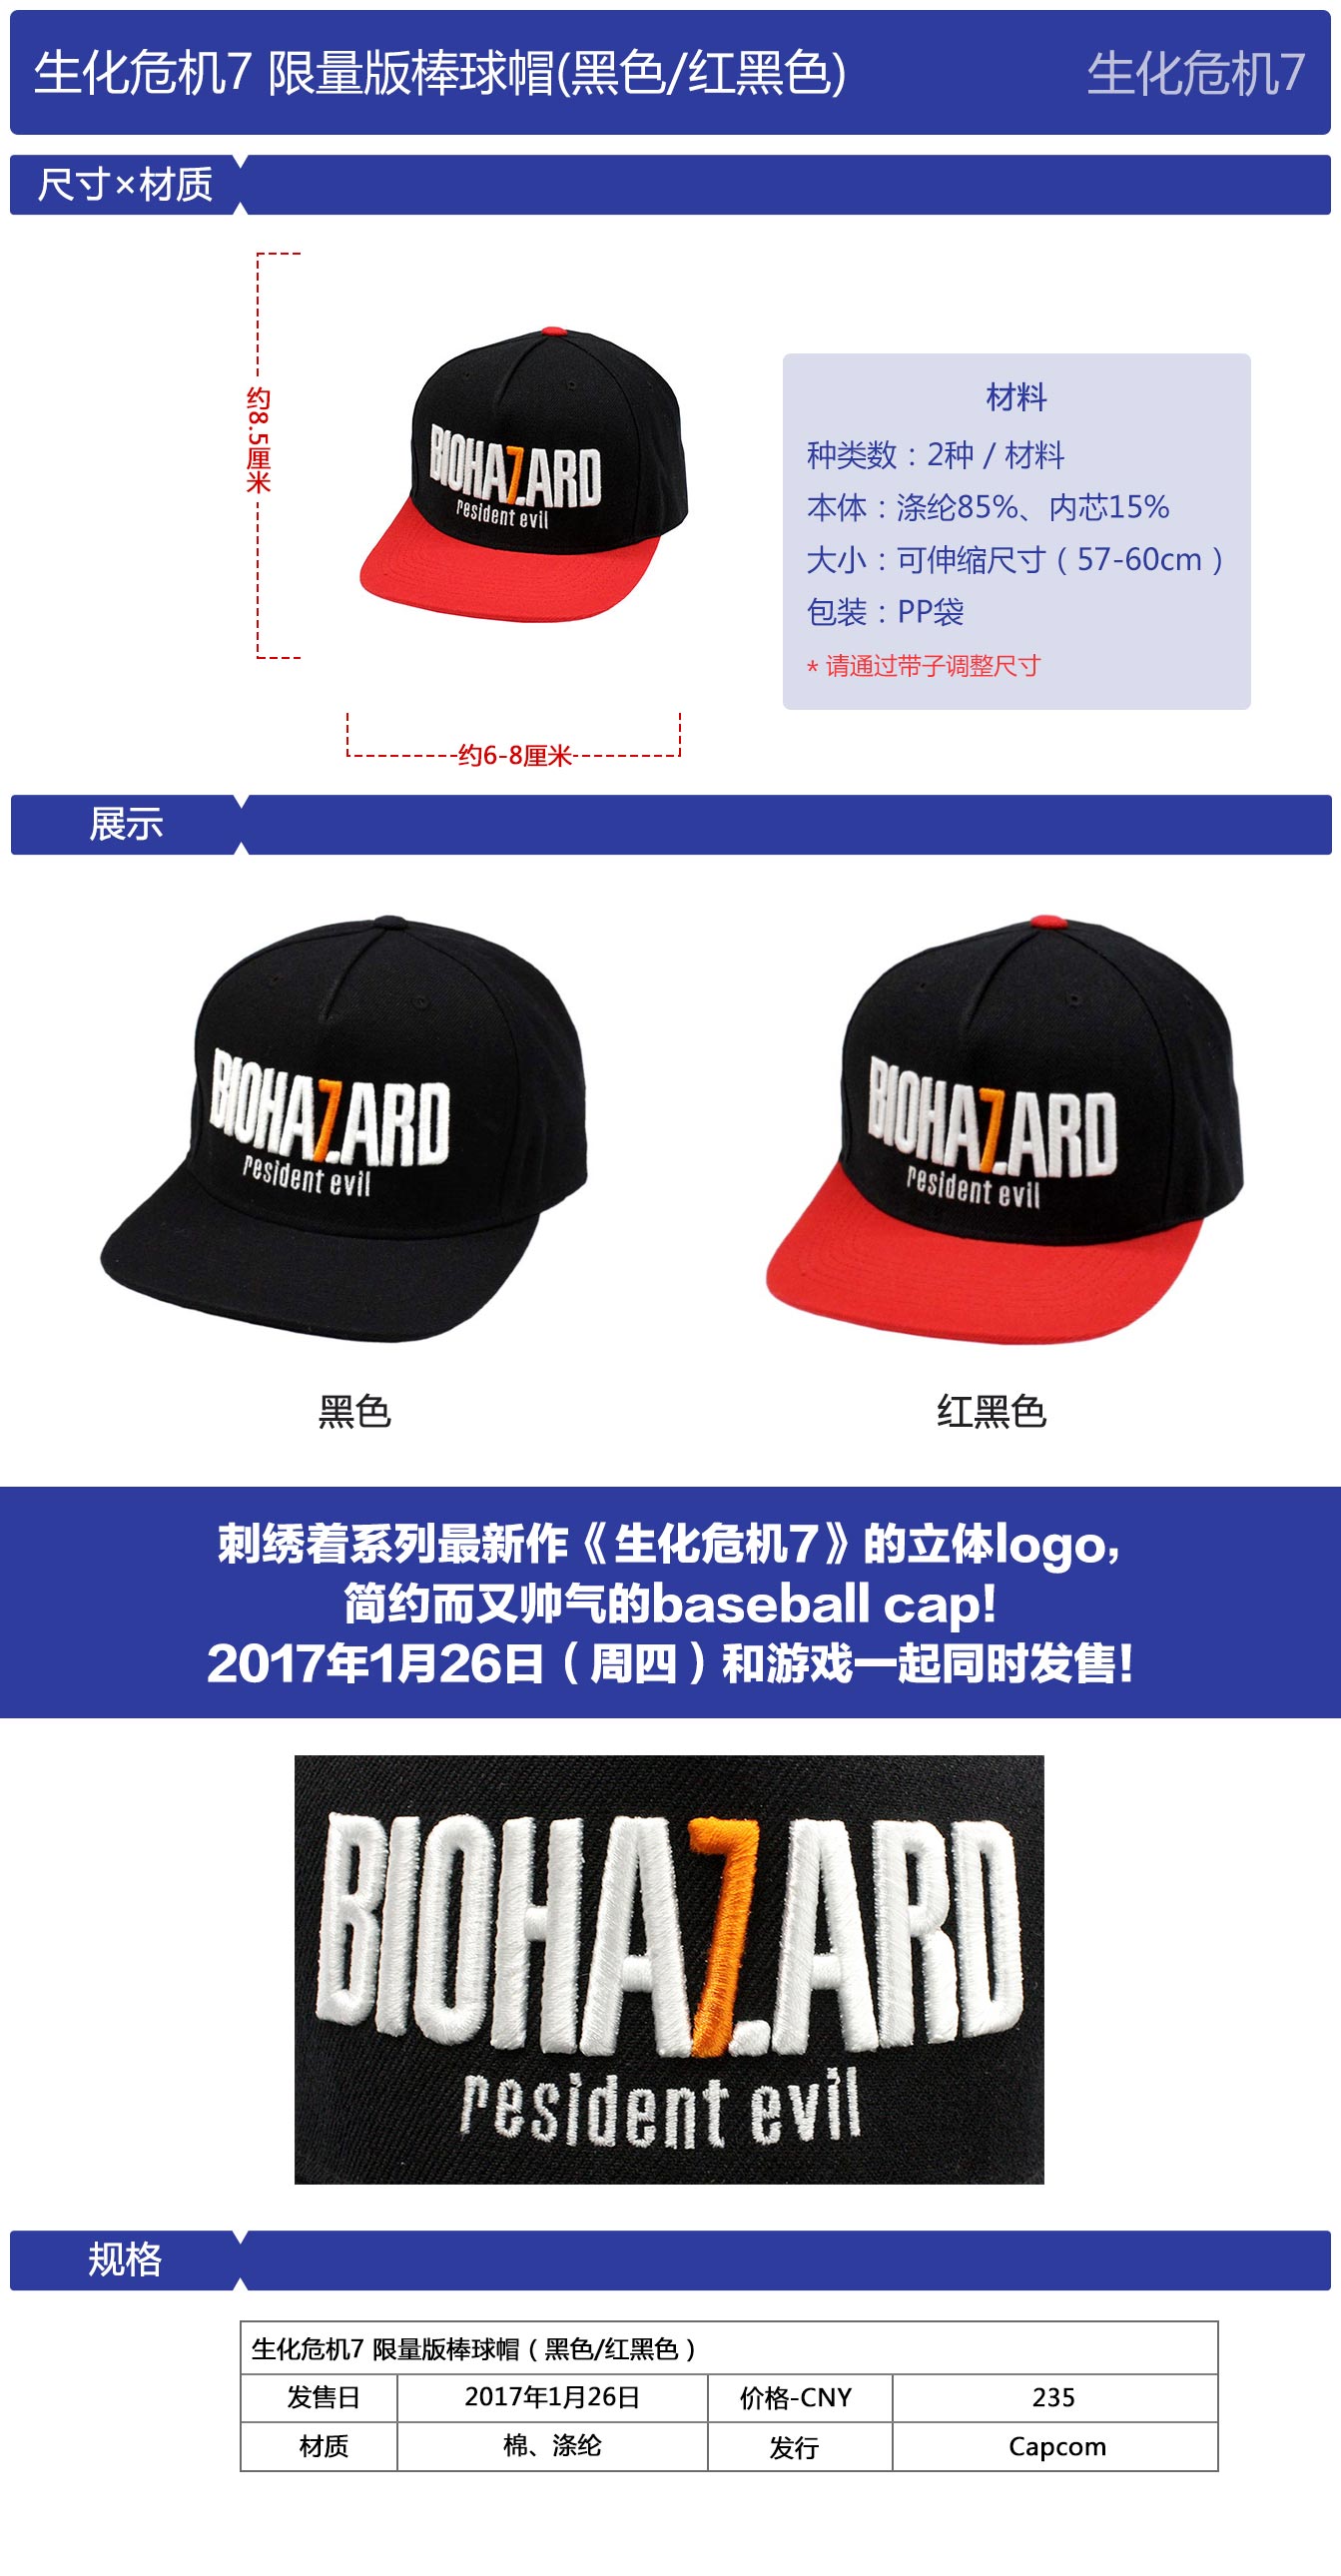 生化危机7 限量版棒球帽(黑色/红黑色)
生化危机7
尺寸×材质
约8.5厘米
BIOHA7ARD
resident evil
约6-8厘米
材料
种类数：2种 / 材料
本体：涤纶85%、内芯15%
大小：可伸缩尺寸（57-60cm）
包装：PP袋
* 请通过带子调整尺寸
展示
BIOHA7ARD
resident evil
BIOHA7ARD
resident evil
黑色
红黑色
刺绣着系列最新作《生化危机7》的立体logo，
简约而又帅气的baseball cap!
2017年1月26日（周四）和游戏一起同时发售!
BIOHA7ARD
resident evil
规格
生化危机7 限量版棒球帽（黑色/红黑色）
发售日 2017年1月26日 价格-CNY 235
材质 棉、涤纶 发行 Capcom